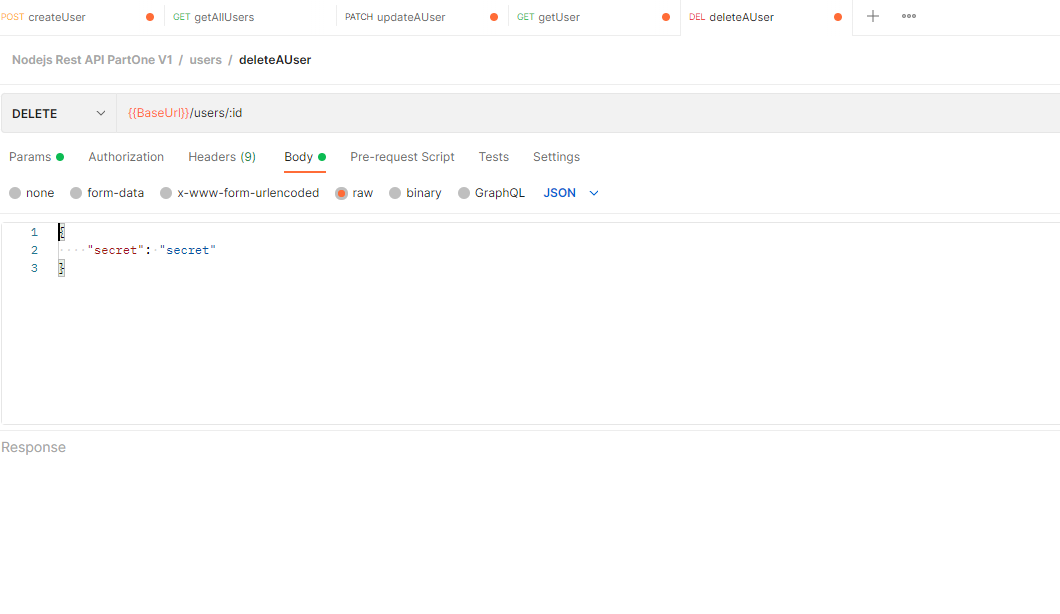 POST createUser GET getAllUsers PATCH updateAUser GET getUser DEL deleteAUser
Nodejs Rest API PartOne V1 / users / deleteAUser
DELETE {{BaseUrl}}/users/:id
Params Authorization Headers (9) Body Pre-request Script Tests Settings
none form-data x-www-form-urlencoded raw binary GraphQL JSON
1 {
2 "secret": "secret"
3 }
Response